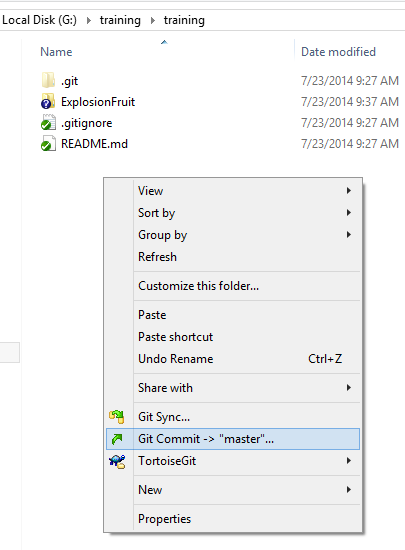 Local Disk (G:) ▸ training ▸ training
Name Date modified
.git 7/23/2014 9:27 AM
ExplosionFruit 7/23/2014 9:37 AM
.gitignore 7/23/2014 9:27 AM
README.md 7/23/2014 9:27 AM
View
Sort by
Group by
Refresh
Customize this folder...
Paste
Paste shortcut
Undo Rename Ctrl+Z
Share with
Git Sync...
Git Commit -> "master"...
TortoiseGit
New
Properties